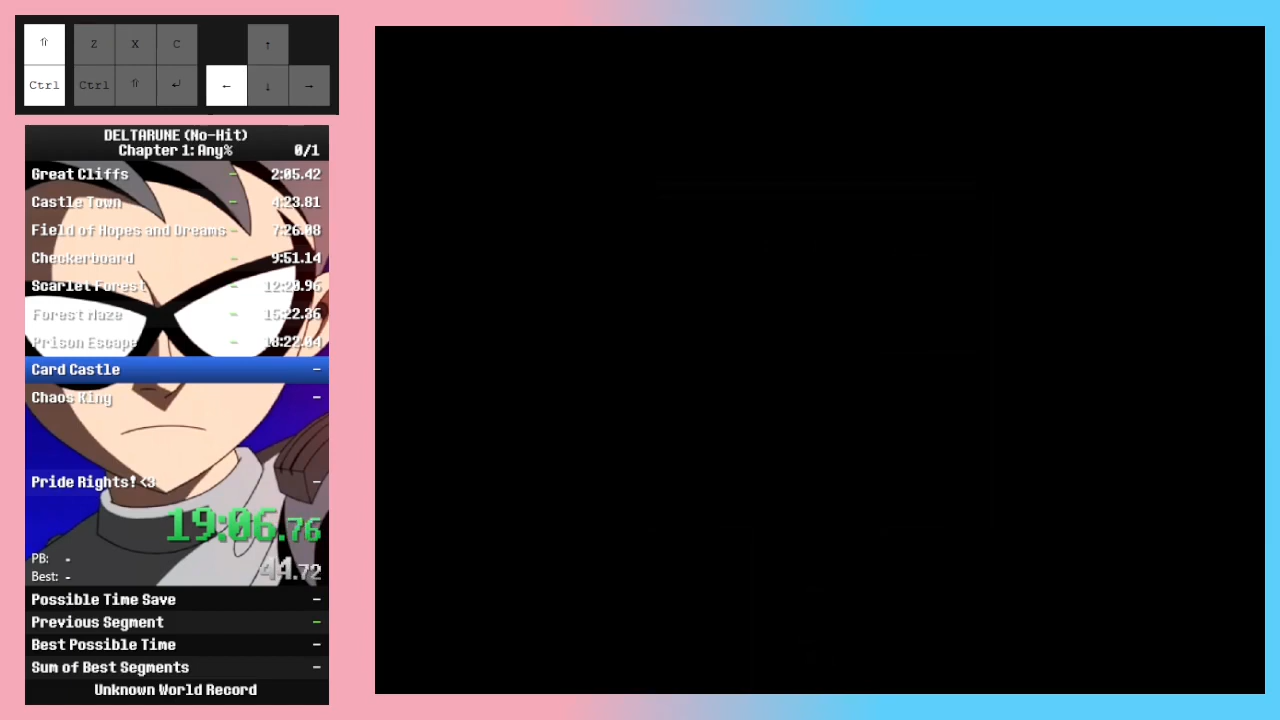 ⇧ Z X C ↑
Ctrl Ctrl ⇧ ↵ ← ↓ →
DELTARUNE (No-Hit)
Chapter 1: Any% 0/1
Great Cliffs - 2:05.42
Castle Town - 4:23.81
Field of Hopes and Dreams - 7:26.08
Checkerboard - 9:51.14
Scarlet Forest - 12:20.96
Forest Maze - 15:22.36
Prison Escape - 18:22.04
Card Castle -
Chaos King -
Pride Rights! <3 -
19:06.76
PB: -
44.72
Best: -
Possible Time Save -
Previous Segment -
Best Possible Time -
Sum of Best Segments -
Unknown World Record